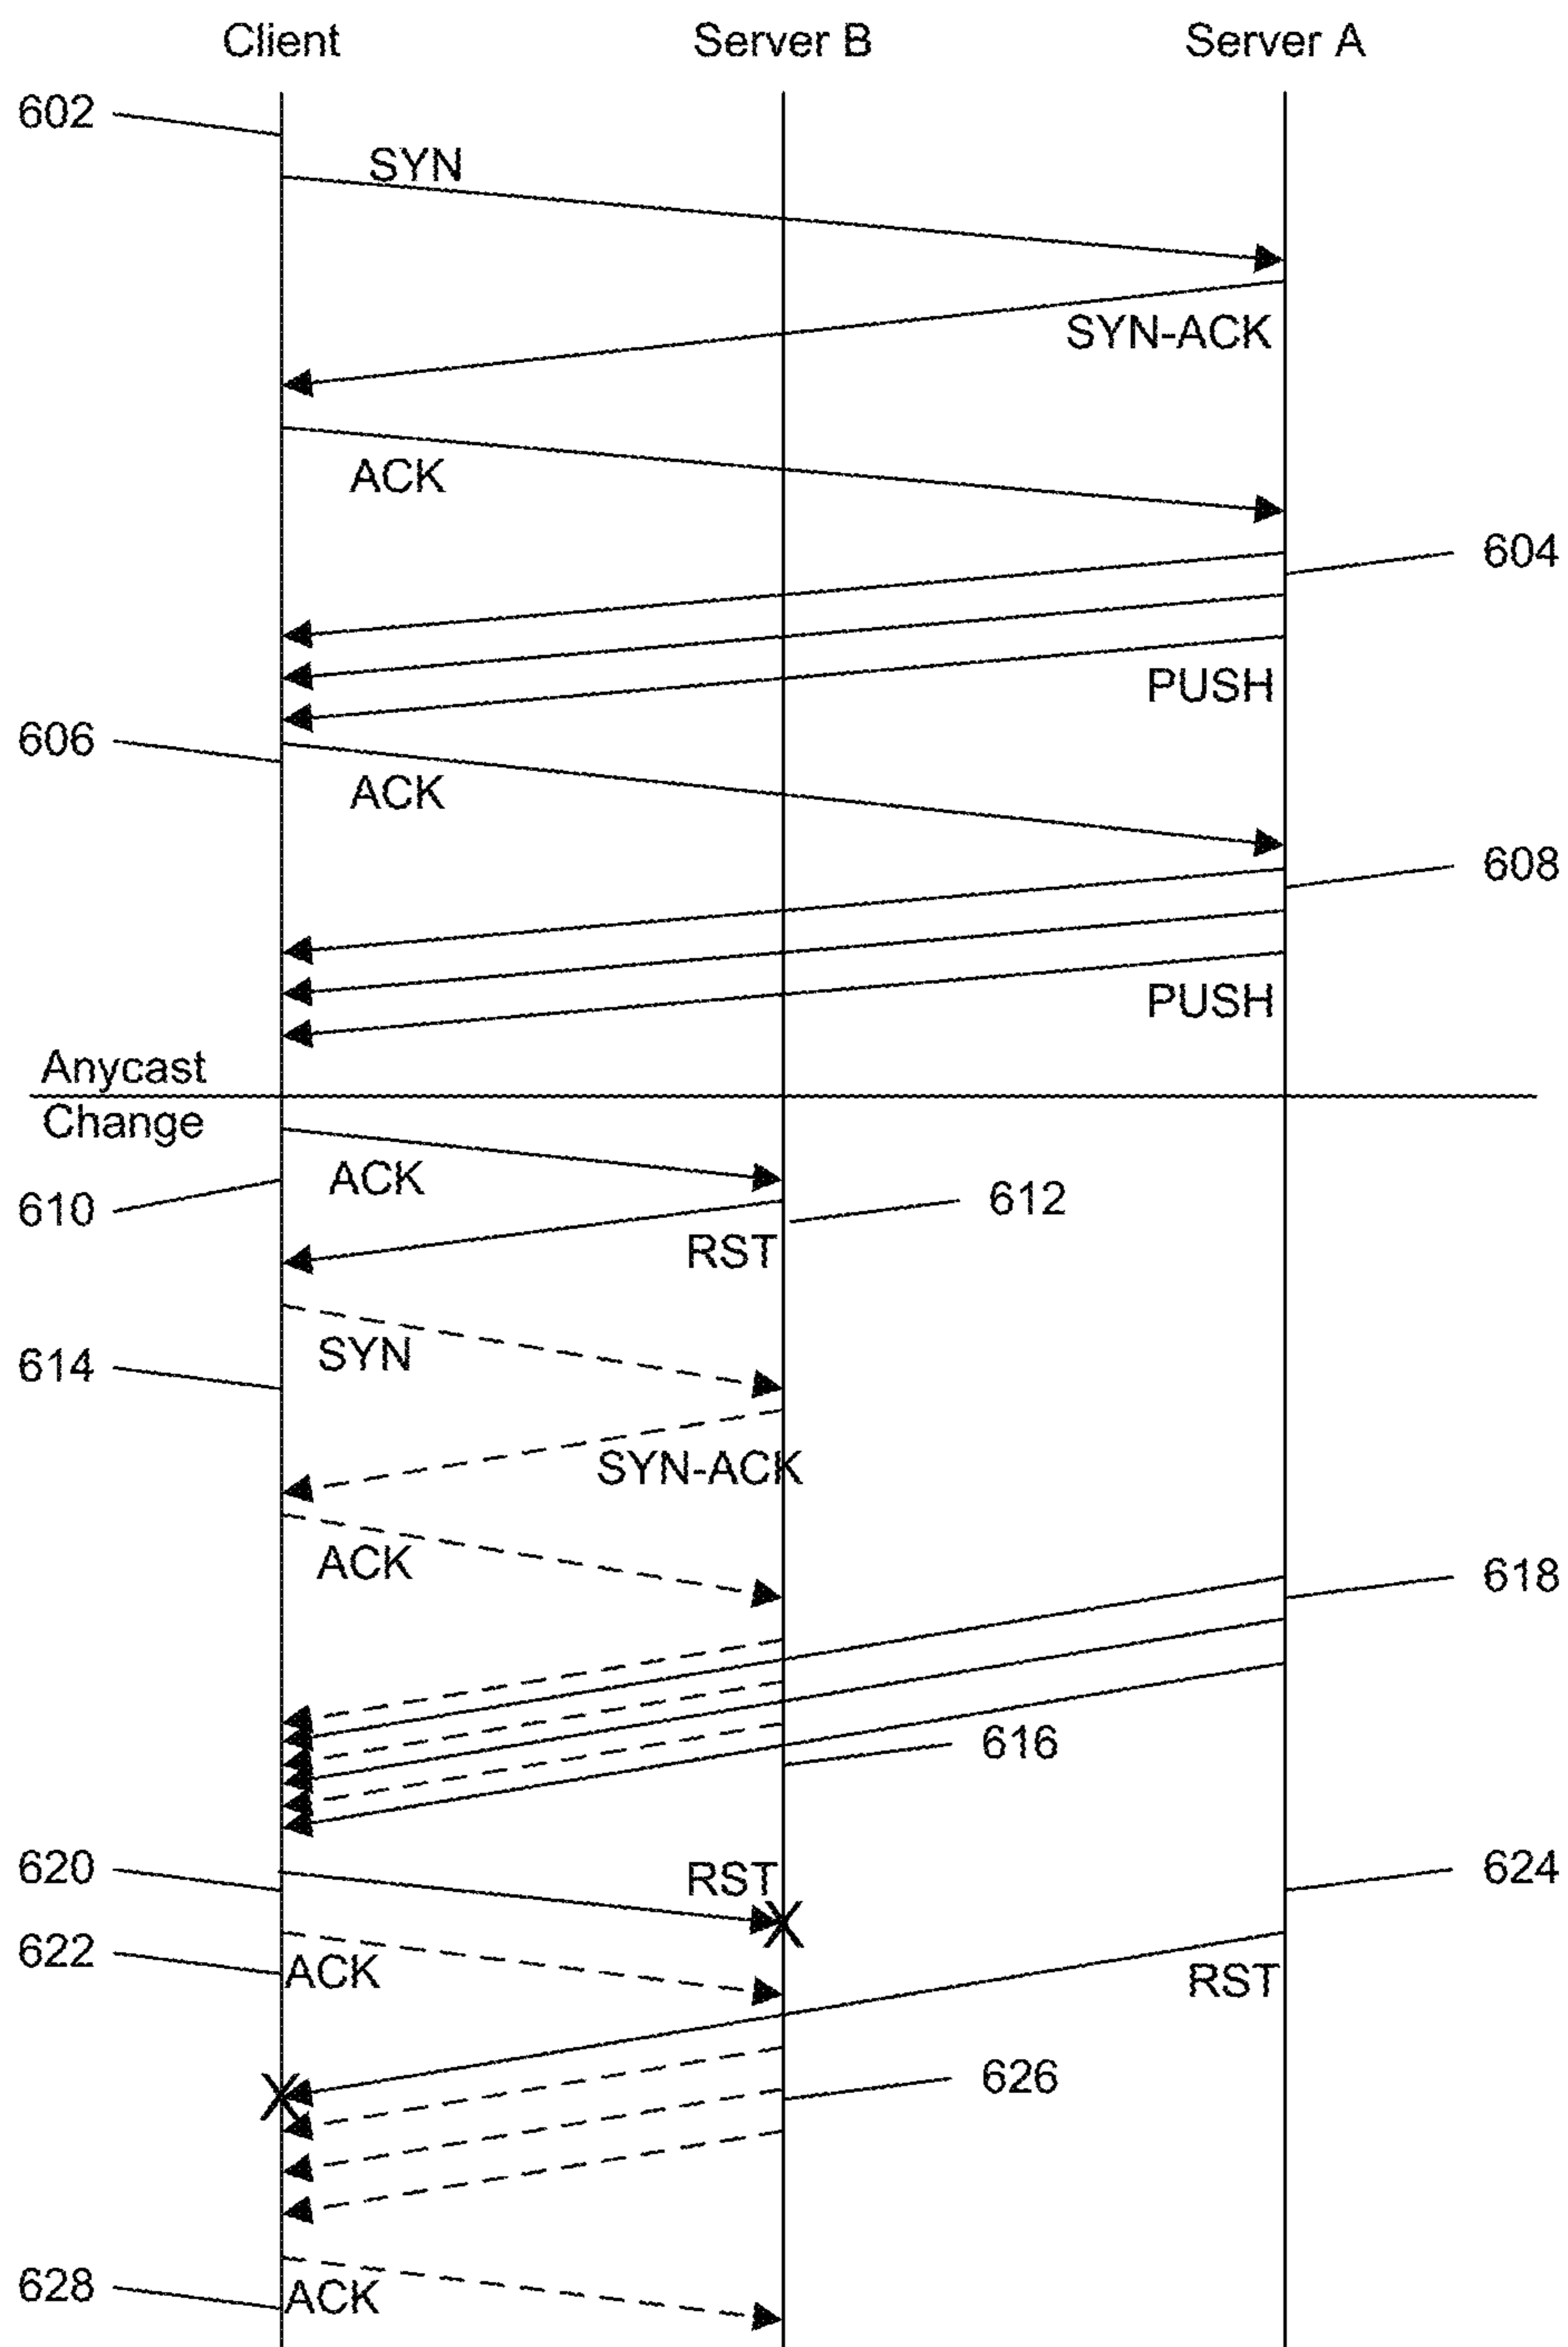 Client Server B Server A
602
SYN
SYN-ACK
ACK
604
PUSH
606
ACK
608
PUSH
Anycast
Change
ACK
610
612
RST
SYN
614
SYN-ACK
ACK
618
616
620
RST
624
622
ACK
RST
626
628
ACK